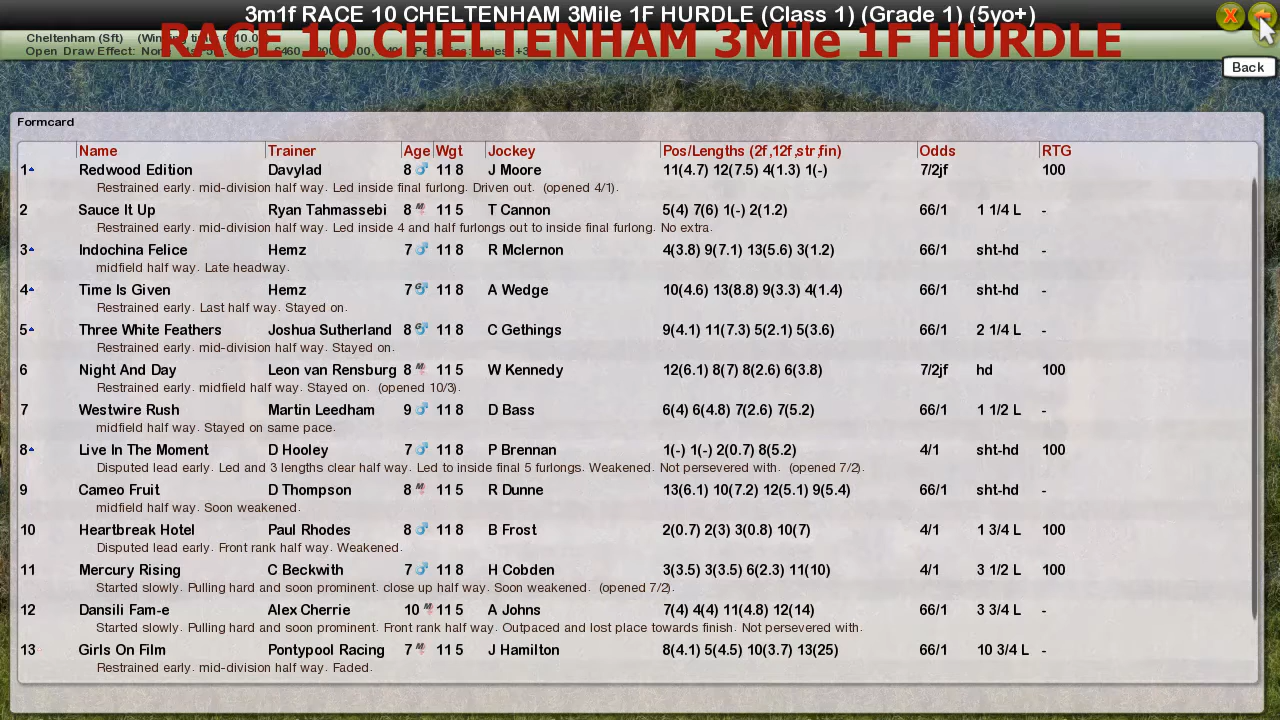 3m1f RACE 10 CHELTENHAM 3Mile 1F HURDLE (Class 1) (Grade 1) (5yo+)
RACE 10 CHELTENHAM 3Mile 1F HURDLE
Cheltenham (Sft)
Open Draw Effect:
Back
Formcard
Name Trainer Age Wgt Jockey Pos/Lengths (2f,12f,str,fin) Odds RTG
1 Redwood Edition Davylad 8 11 8 J Moore 11(4.7) 12(7.5) 4(1.3) 1(-) 7/2jf 100
Restrained early. mid-division half way. Led inside final furlong. Driven out. (opened 4/1).
2 Sauce It Up Ryan Tahmassebi 8 11 5 T Cannon 5(4) 7(6) 1(-) 2(1.2) 66/1 1 1/4 L -
Restrained early. mid-division half way. Led inside 4 and half furlongs out to inside final furlong. No extra.
3 Indochina Felice Hemz 7 11 8 R Mclernon 4(3.8) 9(7.1) 13(5.6) 3(1.2) 66/1 sht-hd -
midfield half way. Late headway.
4 Time Is Given Hemz 7 11 8 A Wedge 10(4.6) 13(8.8) 9(3.3) 4(1.4) 66/1 sht-hd -
Restrained early. Last half way. Stayed on.
5 Three White Feathers Joshua Sutherland 8 11 8 C Gethings 9(4.1) 11(7.3) 5(2.1) 5(3.6) 66/1 2 1/4 L -
Restrained early. mid-division half way. Stayed on.
6 Night And Day Leon van Rensburg 8 11 5 W Kennedy 12(6.1) 8(7) 8(2.6) 6(3.8) 7/2jf hd 100
Restrained early. midfield half way. Stayed on. (opened 10/3).
7 Westwire Rush Martin Leedham 9 11 8 D Bass 6(4) 6(4.8) 7(2.6) 7(5.2) 66/1 1 1/2 L -
midfield half way. Stayed on same pace.
8 Live In The Moment D Hooley 7 11 8 P Brennan 1(-) 1(-) 2(0.7) 8(5.2) 4/1 sht-hd 100
Disputed lead early. Led and 3 lengths clear half way. Led to inside final 5 furlongs. Weakened. Not persevered with. (opened 7/2).
9 Cameo Fruit D Thompson 8 11 5 R Dunne 13(6.1) 10(7.2) 12(5.1) 9(5.4) 66/1 sht-hd -
midfield half way. Soon weakened.
10 Heartbreak Hotel Paul Rhodes 8 11 8 B Frost 2(0.7) 2(3) 3(0.8) 10(7) 4/1 1 3/4 L 100
Disputed lead early. Front rank half way. Weakened.
11 Mercury Rising C Beckwith 7 11 8 H Cobden 3(3.5) 3(3.5) 6(2.3) 11(10) 4/1 3 1/2 L 100
Started slowly. Pulling hard and soon prominent. close up half way. Soon weakened. (opened 7/2).
12 Dansili Fam-e Alex Cherrie 10 11 5 A Johns 7(4) 4(4) 11(4.8) 12(14) 66/1 3 3/4 L -
Started slowly. Pulling hard and soon prominent. Front rank half way. Outpaced and lost place towards finish. Not persevered with.
13 Girls On Film Pontypool Racing 7 11 5 J Hamilton 8(4.1) 5(4.5) 10(3.7) 13(25) 66/1 10 3/4 L -
Restrained early. mid-division half way. Faded.